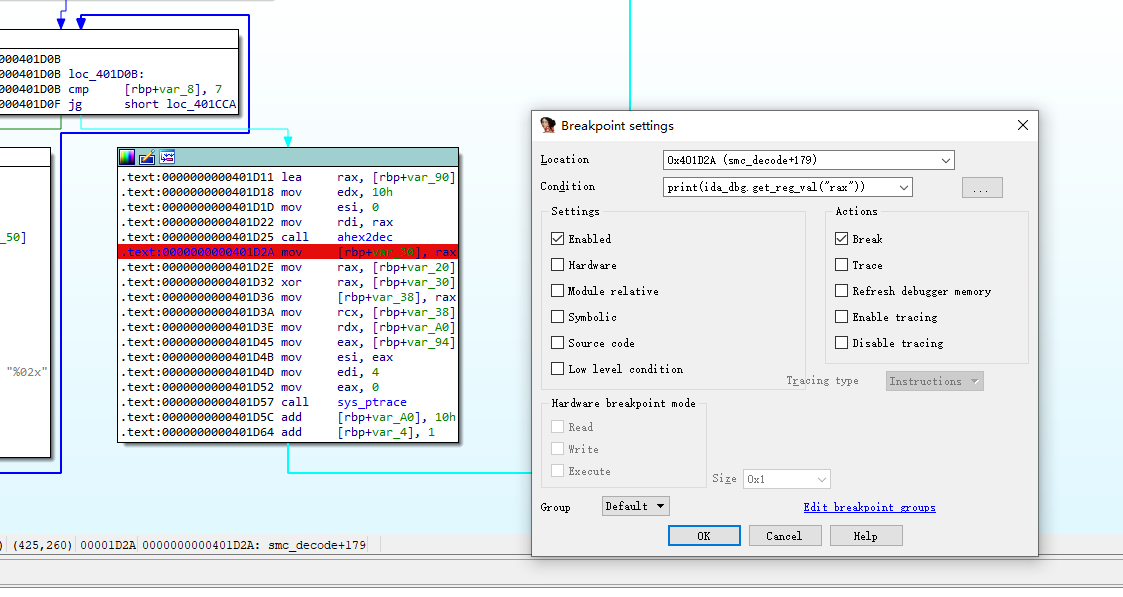 000401D0B
000401D0B loc_401D0B:
000401D0B cmp [rbp+var_8], 7
000401D0F jg short loc_401CCA
_50]
"%02x"
.text:0000000000401D11 lea rax, [rbp+var_90]
.text:0000000000401D18 mov edx, 10h
.text:0000000000401D1D mov esi, 0
.text:0000000000401D22 mov rdi, rax
.text:0000000000401D25 call ahex2dec
.text:0000000000401D2A mov [rbp+var_30], rax
.text:0000000000401D2E mov rax, [rbp+var_20]
.text:0000000000401D32 xor rax, [rbp+var_30]
.text:0000000000401D36 mov [rbp+var_38], rax
.text:0000000000401D3A mov rcx, [rbp+var_38]
.text:0000000000401D3E mov rdx, [rbp+var_A0]
.text:0000000000401D45 mov eax, [rbp+var_94]
.text:0000000000401D4B mov esi, eax
.text:0000000000401D4D mov edi, 4
.text:0000000000401D52 mov eax, 0
.text:0000000000401D57 call sys_ptrace
.text:0000000000401D5C add [rbp+var_A0], 10h
.text:0000000000401D64 add [rbp+var_4], 1
) (425,260) 00001D2A 0000000000401D2A: smc_decode+179
Breakpoint settings
Location 0x401D2A (smc_decode+179)
Condition print(ida_dbg.get_reg_val("rax")) ...
Settings
Enabled
Hardware
Module relative
Symbolic
Source code
Low level condition
Actions
Break
Trace
Refresh debugger memory
Enable tracing
Disable tracing
Tracing type Instructions
Hardware breakpoint mode
Read
Write
Execute
Size 0x1
Group Default Edit breakpoint groups
OK Cancel Help